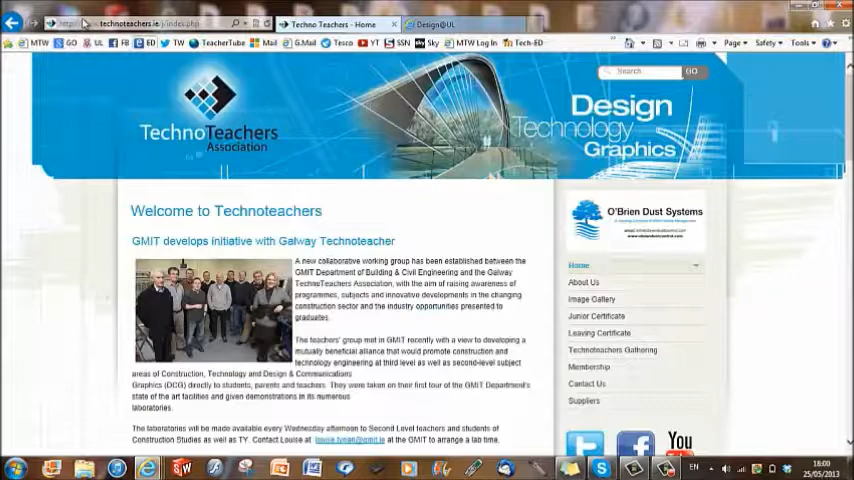 technoteachers.ie/index.php
Techno Teachers - Home
Design@UL
MTW GO UL FB ED TW TeacherTube Mail G.Mail Tesco YJ SSN Sky MTW Log In Tech-ED
Page Safety Tools
Search GO
TechnoTeachers
Association
Design
Technology
Graphics
Welcome to Technoteachers
GMIT develops initiative with Galway Technoteacher
A new collaborative working group has been established between the
GMIT Department of Building & Civil Engineering and the Galway
TechnoTeachers Association, with the aim of raising awareness of
programmes, subjects and innovative developments in the changing
construction sector and the industry opportunities presented to
graduates.
The teachers' group met in GMIT recently with a view to developing a
mutually beneficial alliance that would promote construction and
technology engineering at third level as well as second-level subject
areas of Construction, Technology and Design & Communications
Graphics (DCG) directly to students, parents and teachers. They were taken on their first tour of the GMIT Department's
state of the art facilities and given demonstrations in its numerous
laboratories.
The laboratories will be made available every Wednesday afternoon to Second Level teachers and students of
Construction Studies as well as TY. Contact Louise at louise.tynan@gmit.ie at the GMIT to arrange a lab time.
O'Brien Dust Systems
Home
About Us
Image Gallery
Junior Certificate
Leaving Certificate
Technoteachers Gathering
Membership
Contact Us
Suppliers
You
EN
18:00
25/05/2013